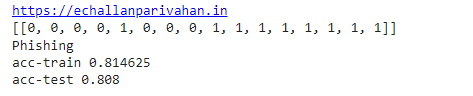 https://echallanparivahan.in
[[0, 0, 0, 0, 1, 0, 0, 0, 1, 1, 1, 1, 1, 1, 1, 1]]
Phishing
acc-train 0.814625
acc-test 0.808